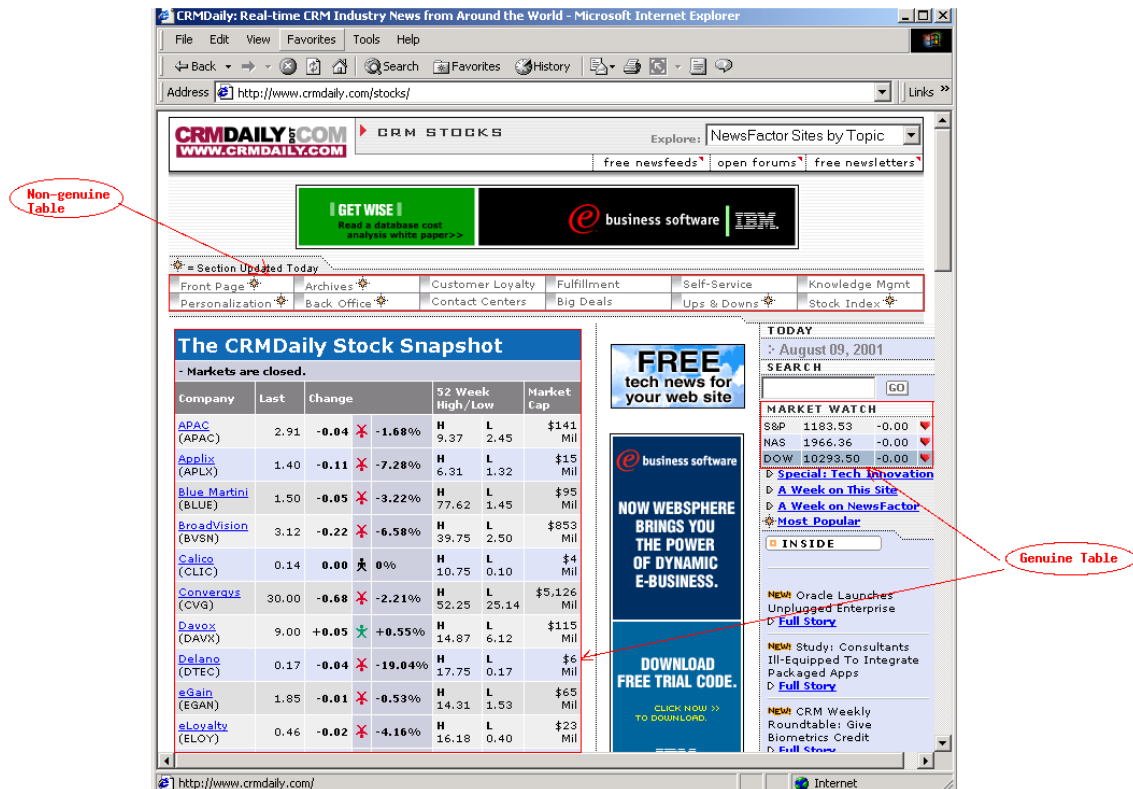 CRMDaily: Real-time CRM Industry News from Around the World - Microsoft Internet Explorer
File Edit View Favorites Tools Help
Back Search Favorites History
Address http://www.crmdaily.com/stocks/ Links »
CRMDAILY DOT COM
WWW.CRMDAILY.COM
CRM STOCKS
Explore: NewsFactor Sites by Topic
free newsfeeds open forums free newsletters
Non-genuine
Table
GET WISE
Read a database cost
analysis white paper>>
e business software IBM.
= Section Updated Today
Front Page Archives Customer Loyalty Fulfillment Self-Service Knowledge Mgmt
Personalization Back Office Contact Centers Big Deals Ups & Downs Stock Index
The CRMDaily Stock Snapshot
- Markets are closed.
Company Last Change 52 Week High/Low Market Cap
APAC
(APAC) 2.91 -0.04 -1.68% H 9.37 L 2.45 $141 Mil
Applix
(APLX) 1.40 -0.11 -7.28% H 6.31 L 1.32 $15 Mil
Blue Martini
(BLUE) 1.50 -0.05 -3.22% H 77.62 L 1.45 $95 Mil
BroadVision
(BVSN) 3.12 -0.22 -6.58% H 39.75 L 2.50 $853 Mil
Calico
(CLIC) 0.14 0.00 0% H 10.75 L 0.10 $4 Mil
Convergys
(CVG) 30.00 -0.68 -2.21% H 52.25 L 25.14 $5,126 Mil
Davox
(DAVX) 9.00 +0.05 +0.55% H 14.87 L 6.12 $115 Mil
Delano
(DTEC) 0.17 -0.04 -19.04% H 17.75 L 0.17 $6 Mil
eGain
(EGAN) 1.85 -0.01 -0.53% H 14.31 L 1.53 $65 Mil
eLoyalty
(ELOY) 0.46 -0.02 -4.16% H 16.18 L 0.40 $23 Mil
FREE
tech news for
your web site
e business software
NOW WEBSPHERE
BRINGS YOU
THE POWER
OF DYNAMIC
E-BUSINESS.
DOWNLOAD
FREE TRIAL CODE.
CLICK NOW >>
TO DOWNLOAD.
TODAY
:· August 09, 2001
SEARCH
GO
MARKET WATCH
S&P 1183.53 -0.00
NAS 1966.36 -0.00
DOW 10293.50 -0.00
Special: Tech Innovation
A Week on This Site
A Week on NewsFactor
Most Popular
INSIDE
Genuine Table
NEW! Oracle Launches
Unplugged Enterprise
Full Story
NEW! Study: Consultants
Ill-Equipped To Integrate
Packaged Apps
Full Story
NEW! CRM Weekly
Roundtable: Give
Biometrics Credit
Full Story
http://www.crmdaily.com/ Internet